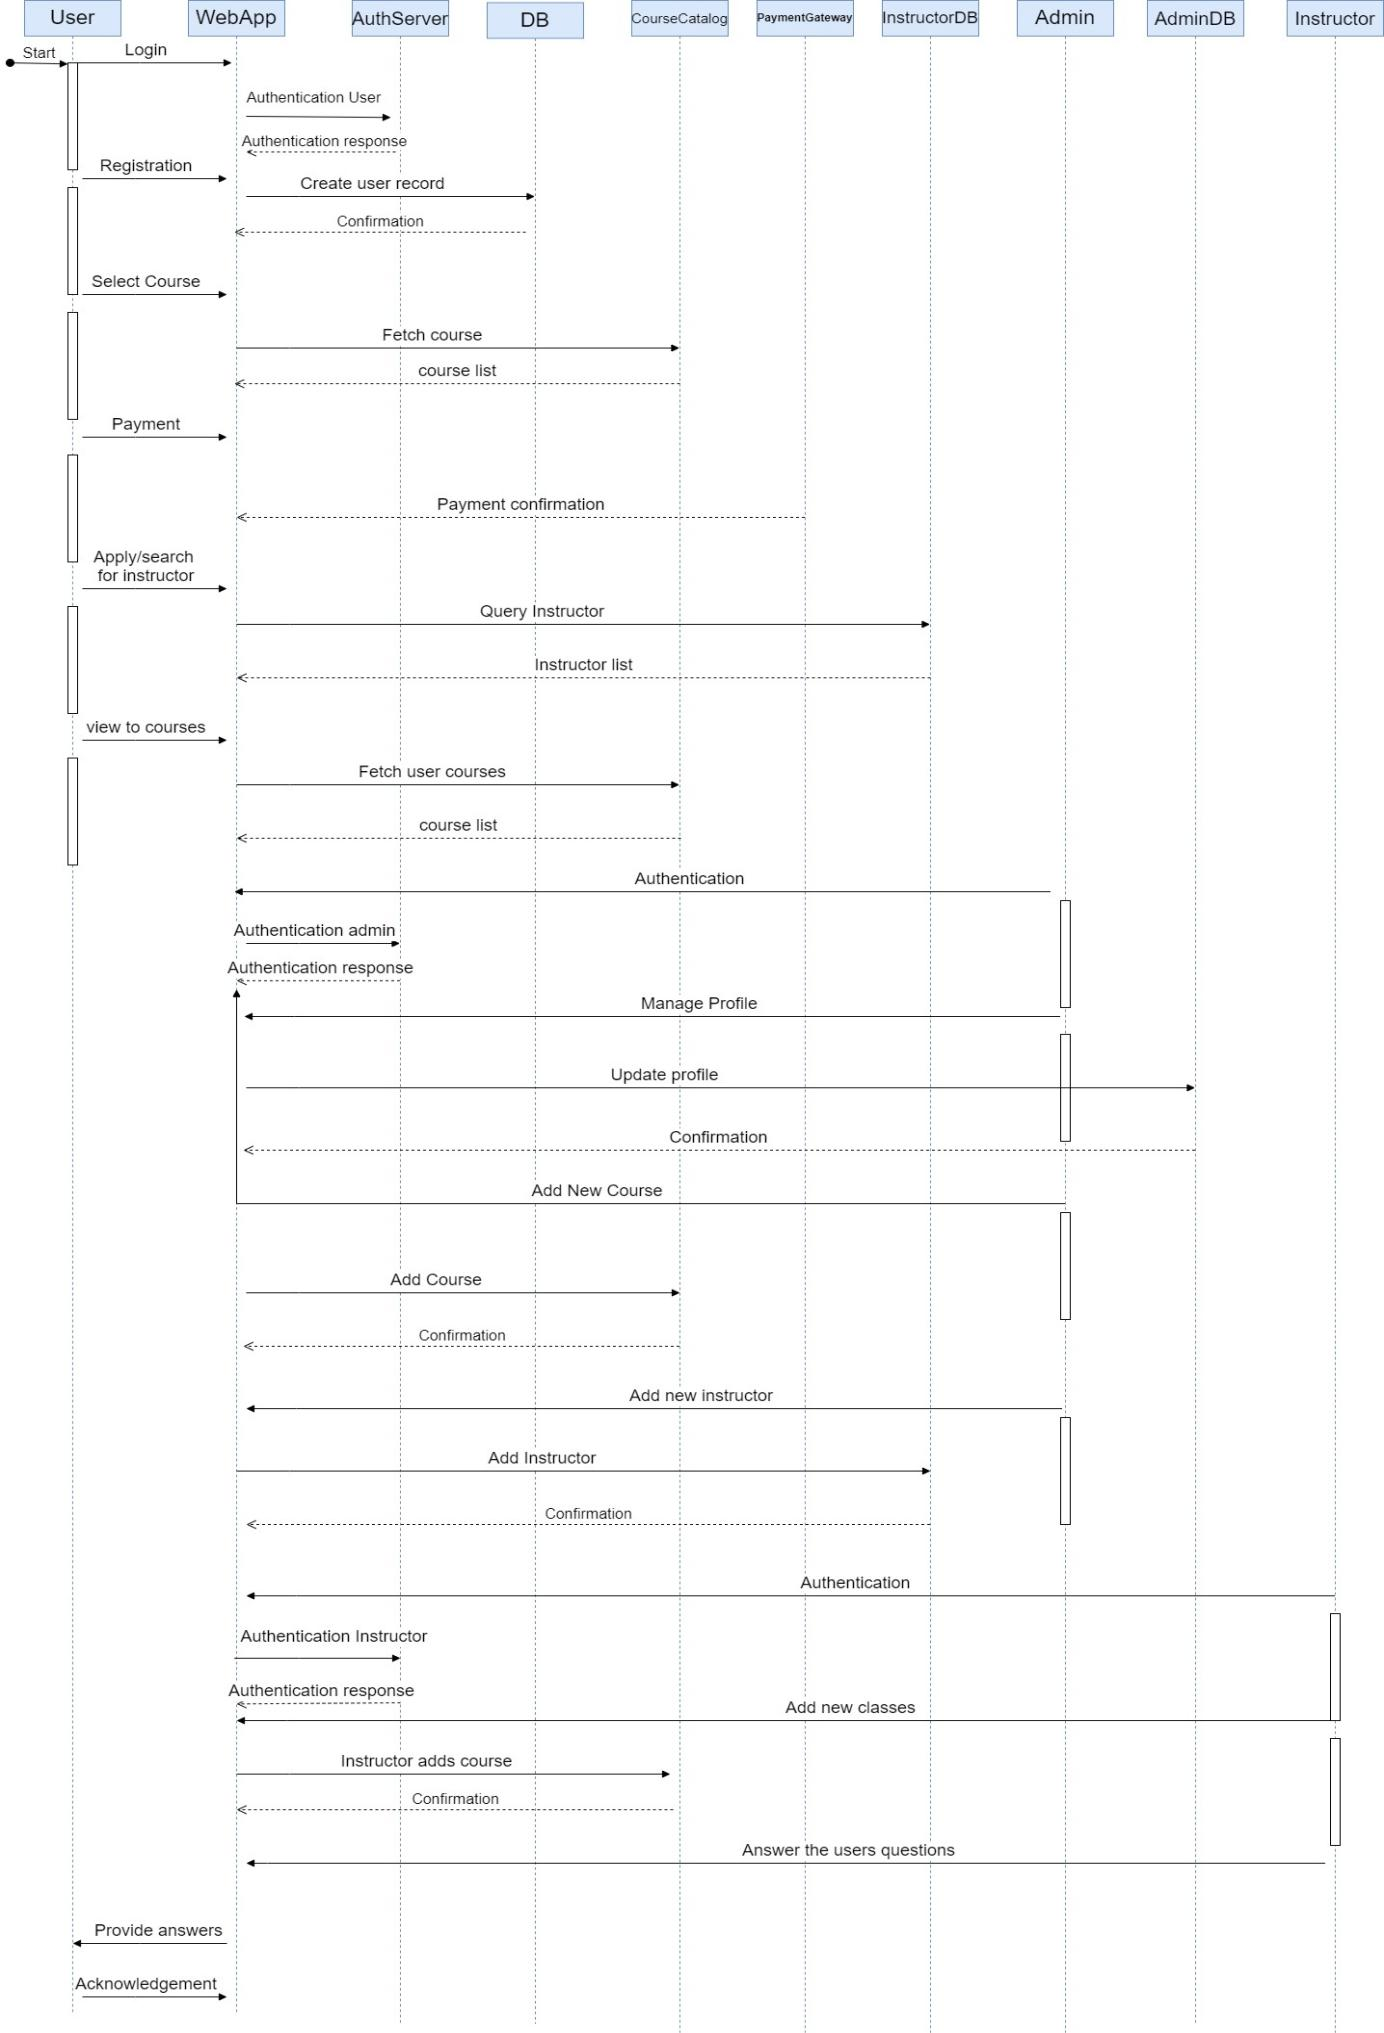 User
WebApp
AuthServer
DB
CourseCatalog
PaymentGateway
InstructorDB
Admin
AdminDB
Instructor
Start
Login
Authentication User
Authentication response
Registration
Create user record
Confirmation
Select Course
Fetch course
course list
Payment
Payment confirmation
Apply/search
for instructor
Query Instructor
Instructor list
view to courses
Fetch user courses
course list
Authentication
Authentication admin
Authentication response
Manage Profile
Update profile
Confirmation
Add New Course
Add Course
Confirmation
Add new instructor
Add Instructor
Confirmation
Authentication
Authentication Instructor
Authentication response
Add new classes
Instructor adds course
Confirmation
Answer the users questions
Provide answers
Acknowledgement